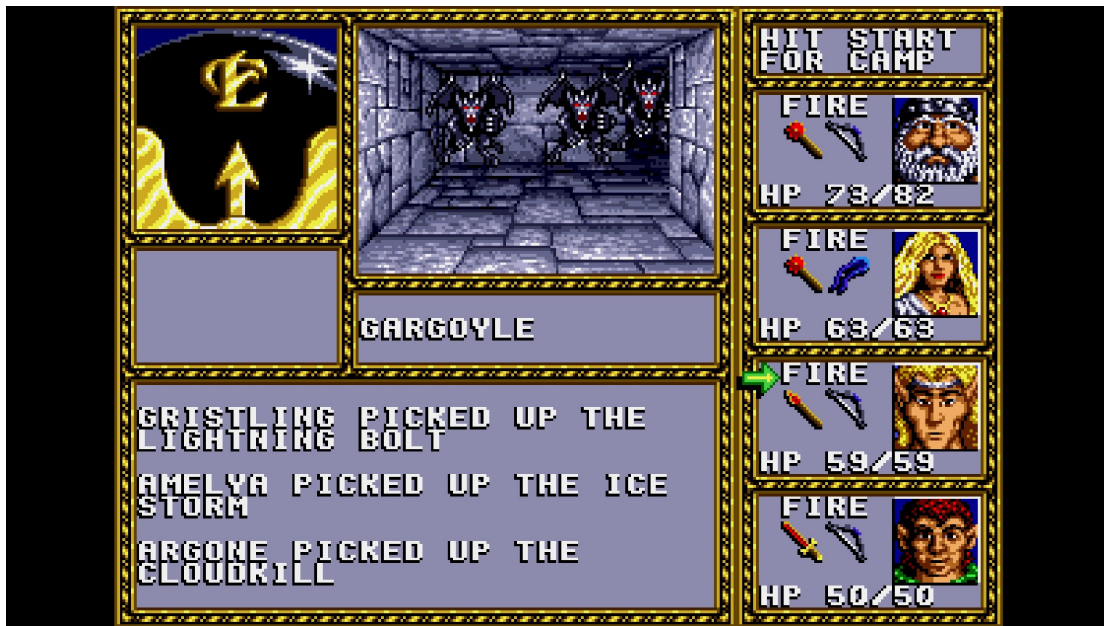 E
HIT START
FOR CAMP
FIRE
HP 73/82
FIRE
HP 63/63
GARGOYLE
FIRE
HP 59/59
GRISTLING PICKED UP THE
LIGHTNING BOLT
AMELYA PICKED UP THE ICE
STORM
ARGONE PICKED UP THE
CLOUDKILL
FIRE
HP 50/50